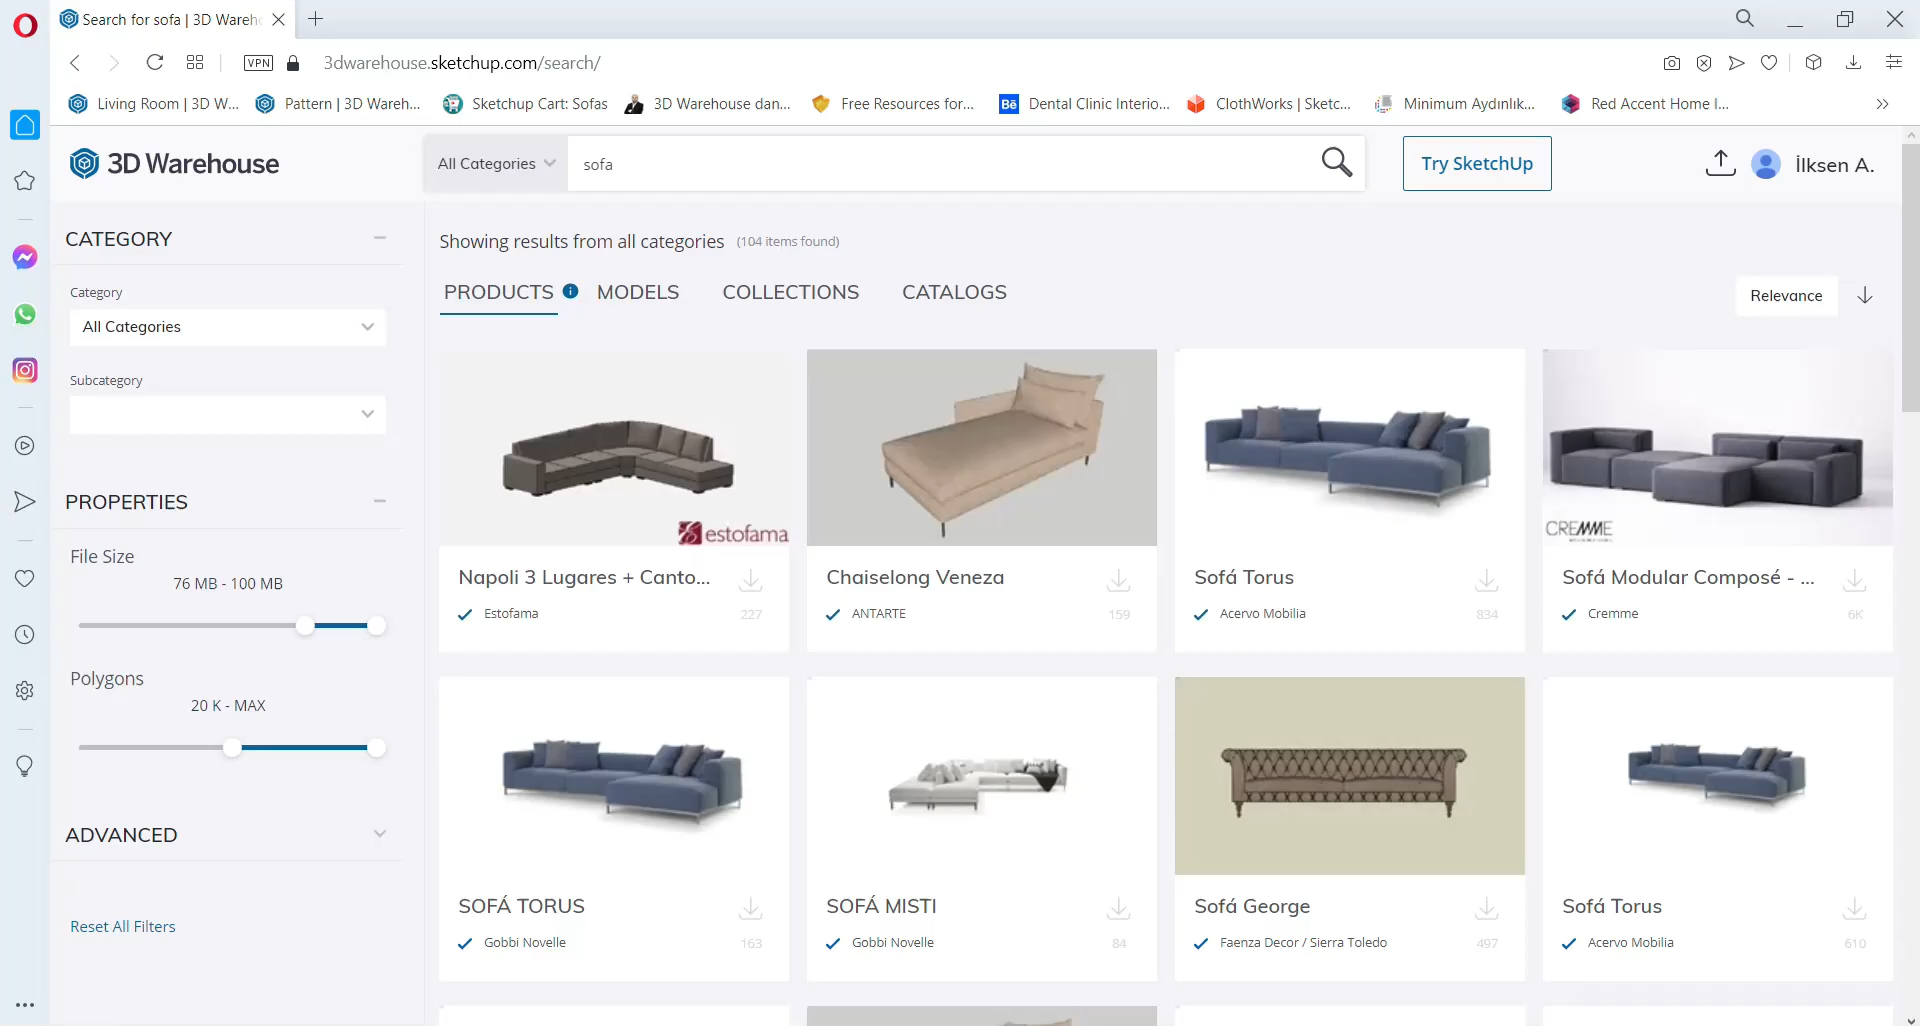 Search for sofa | 3D Wareh
VPN
3dwarehouse.sketchup.com/search/
Living Room | 3D W...
Pattern | 3D Wareh...
Sketchup Cart: Sofas
3D Warehouse dan...
Free Resources for...
Bē
Dental Clinic Interio...
ClothWorks | Sketc...
Minimum Aydınlık...
Red Accent Home I...
3D Warehouse
All Categories
sofa
Try SketchUp
İlksen A.
CATEGORY
Category
All Categories
Subcategory
PROPERTIES
File Size
76 MB - 100 MB
Polygons
20 K - MAX
ADVANCED
Reset All Filters
Showing results from all categories (104 items found)
PRODUCTS
MODELS
COLLECTIONS
CATALOGS
Relevance
estofama
CREMME
Napoli 3 Lugares + Canto...
Estofama
227
Chaiselong Veneza
ANTARTE
159
Sofá Torus
Acervo Mobilia
834
Sofá Modular Composé - ...
Cremme
6K
SOFÁ TORUS
Gobbi Novelle
163
SOFÁ MISTI
Gobbi Novelle
84
Sofá George
Faenza Decor / Sierra Toledo
497
Sofá Torus
Acervo Mobilia
610